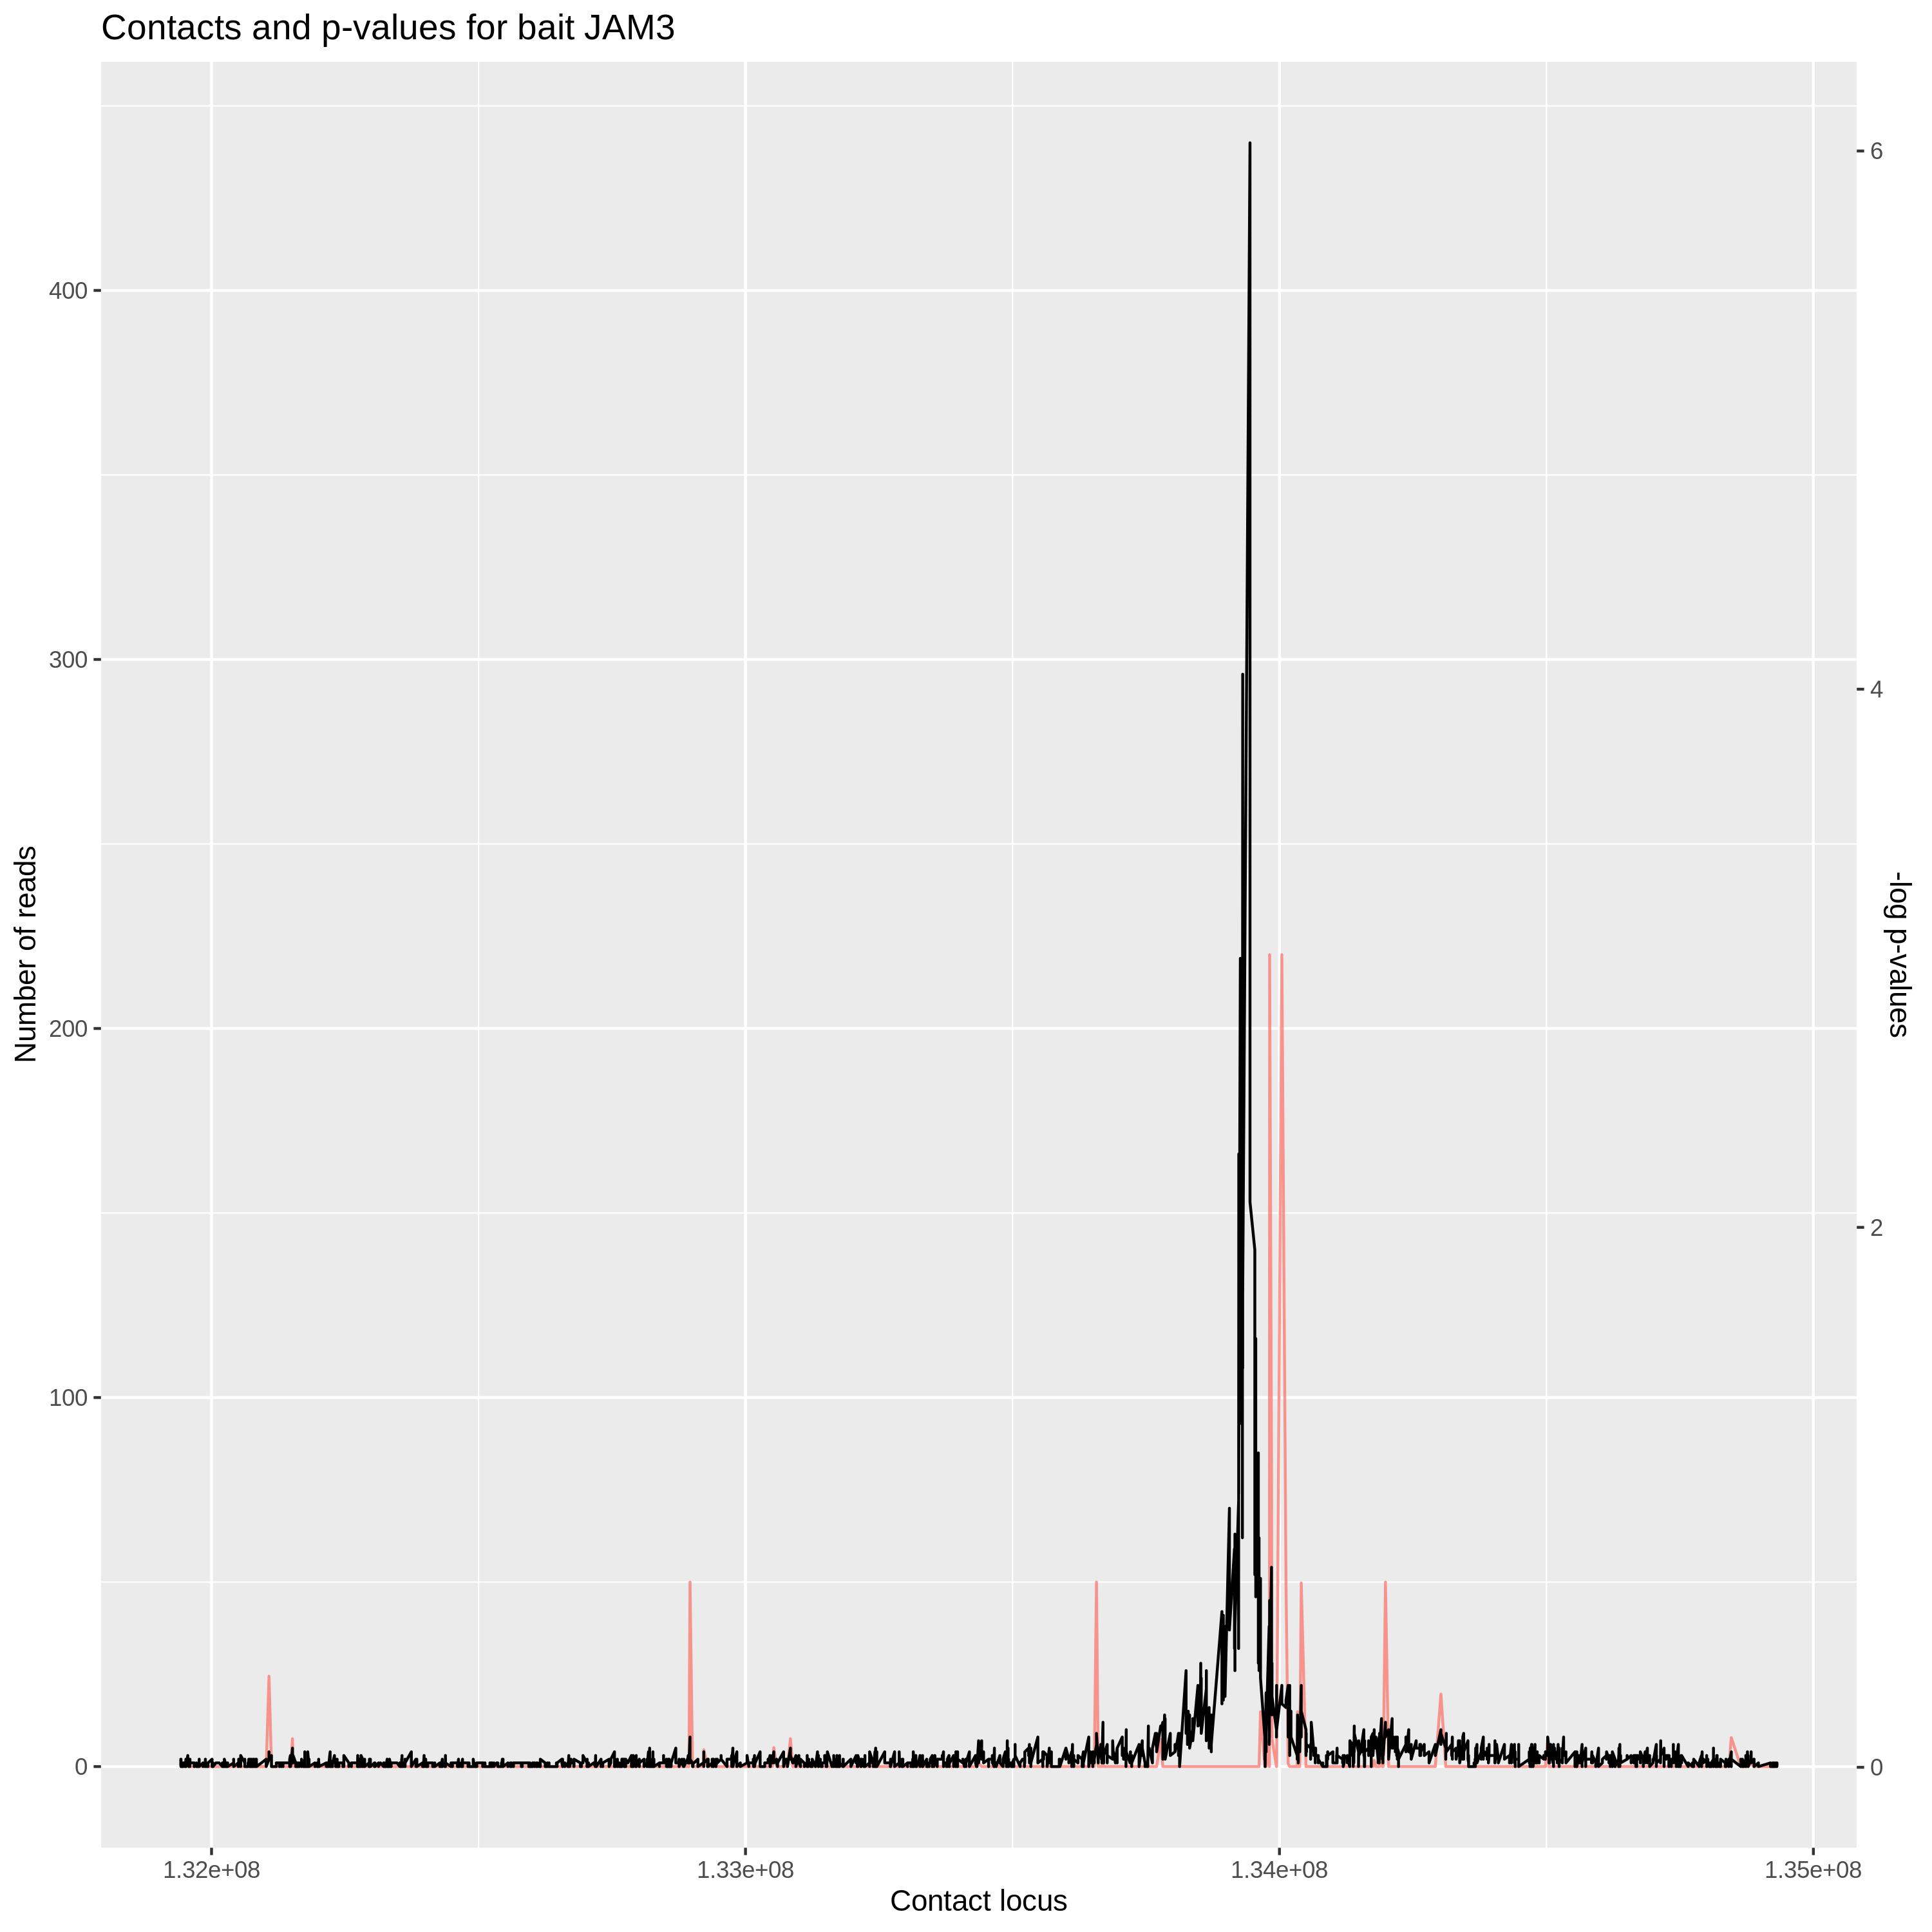 Contacts and p-values for bait JAM3
Number of reads
400
300
200
100
0
6
4
2
0
-log p-values
1.32e+08 1.33e+08 1.34e+08 1.35e+08
Contact locus